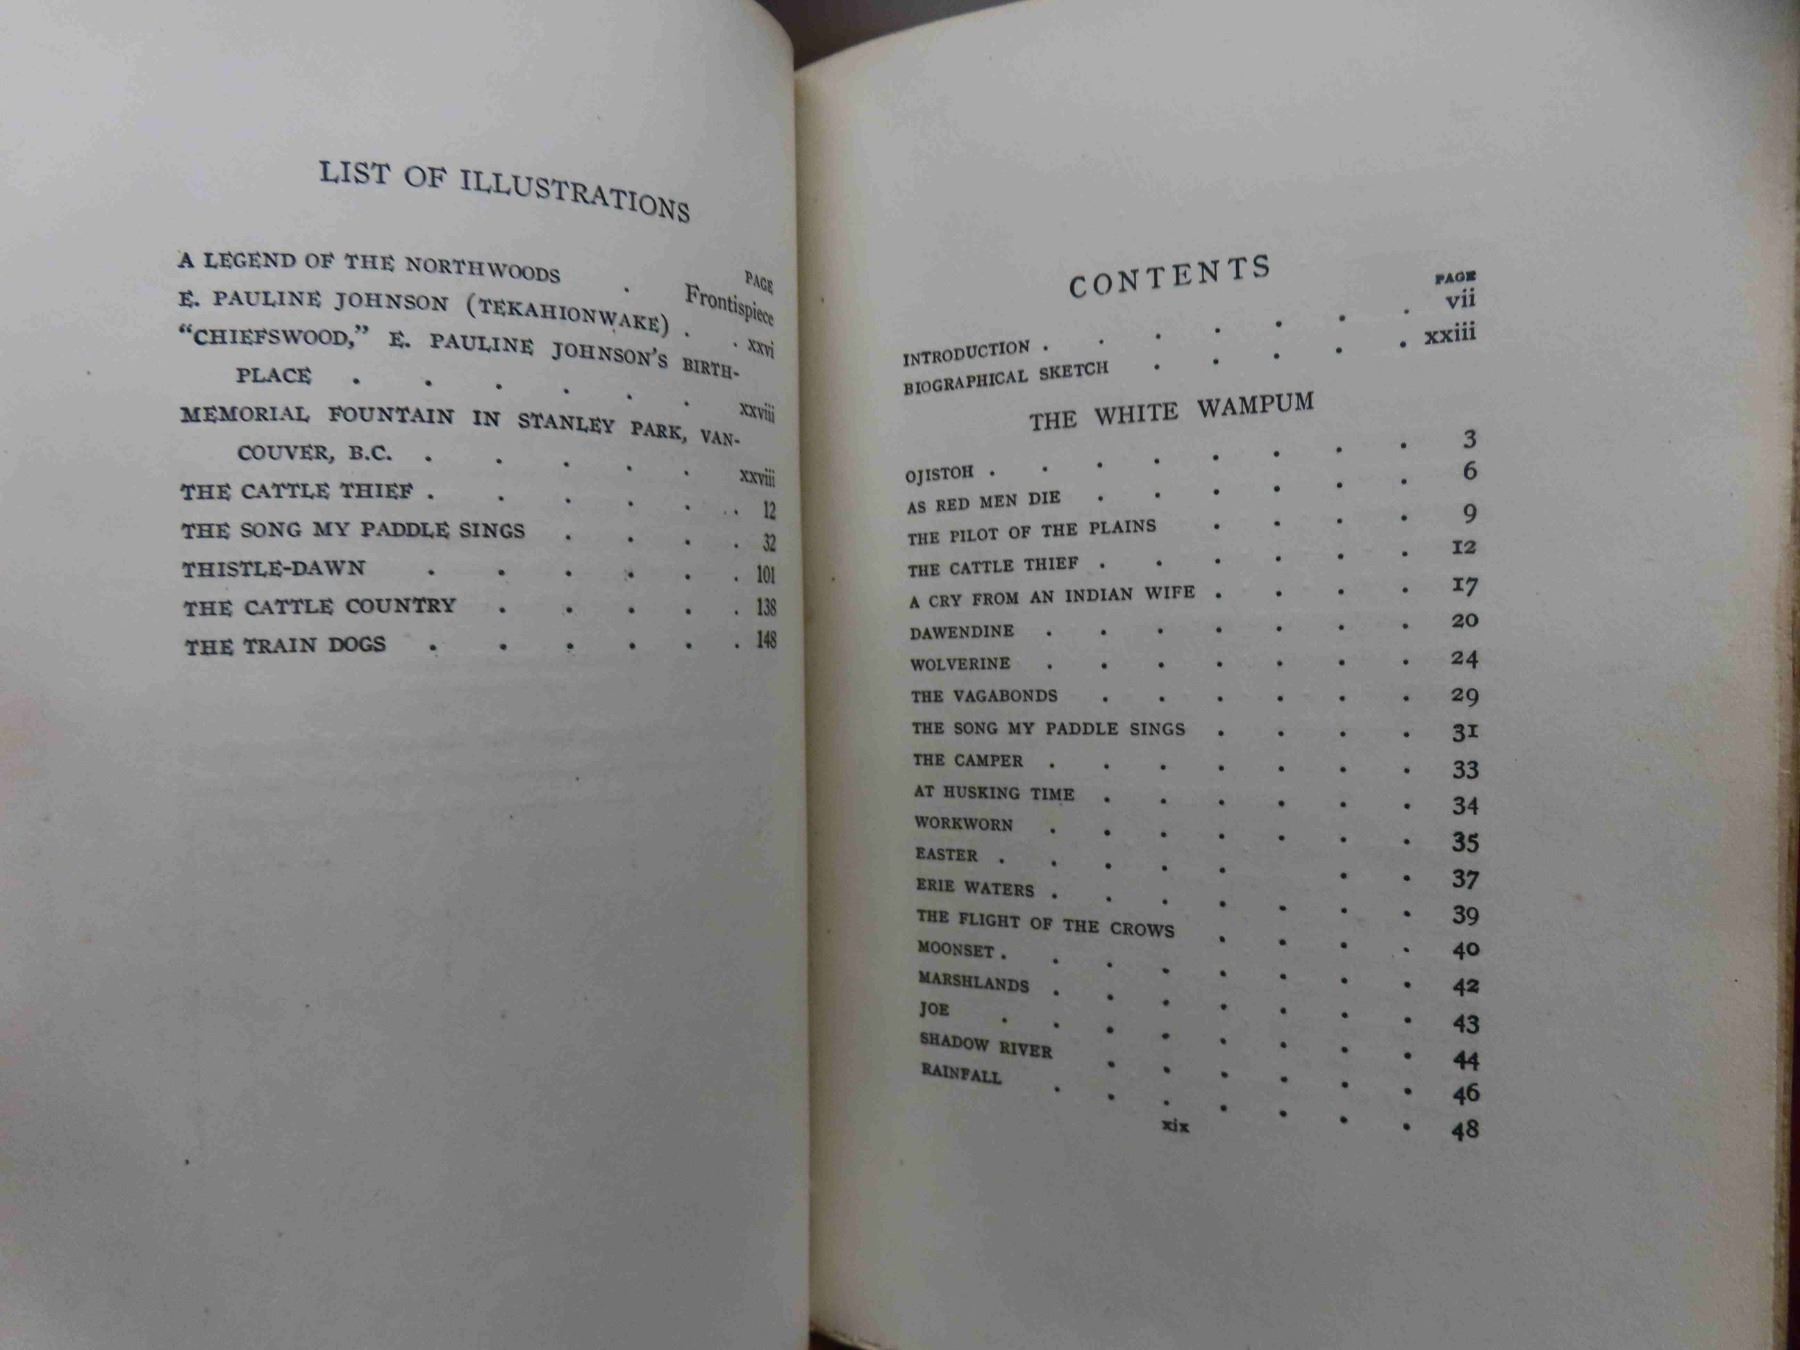 LIST OF ILLUSTRATIONS
PAGE
A LEGEND OF THE NORTHWOODS . Frontispiece
E. PAULINE JOHNSON (TEKAHIONWAKE) . . xxvi
"CHIEFSWOOD," E. PAULINE JOHNSON'S BIRTH-
PLACE . . . . . . xxviii
MEMORIAL FOUNTAIN IN STANLEY PARK, VAN-
COUVER, B.C. . . . . . xxviii
THE CATTLE THIEF . . . . . . 12
THE SONG MY PADDLE SINGS . . . . 32
THISTLE-DAWN . . . . . . 101
THE CATTLE COUNTRY . . . . . 138
THE TRAIN DOGS . . . . . . 148
CONTENTS
PAGE
INTRODUCTION . . . . . . . vii
BIOGRAPHICAL SKETCH . . . . . xxiii
THE WHITE WAMPUM
OJISTOH . . . . . . . . 3
AS RED MEN DIE . . . . . . 6
THE PILOT OF THE PLAINS . . . . 9
THE CATTLE THIEF . . . . . . 12
A CRY FROM AN INDIAN WIFE . . . . 17
DAWENDINE . . . . . . . 20
WOLVERINE . . . . . . . 24
THE VAGABONDS . . . . . . 29
THE SONG MY PADDLE SINGS . . . . 31
THE CAMPER . . . . . . . 33
AT HUSKING TIME . . . . . . 34
WORKWORN . . . . . . . 35
EASTER . . . . . . . 37
ERIE WATERS . . . . . . . 39
THE FLIGHT OF THE CROWS . . . . 40
MOONSET . . . . . . . . 42
MARSHLANDS . . . . . . . 43
JOE . . . . . . . . 44
SHADOW RIVER . . . . . . 46
RAINFALL . . . . . . . 48
xix